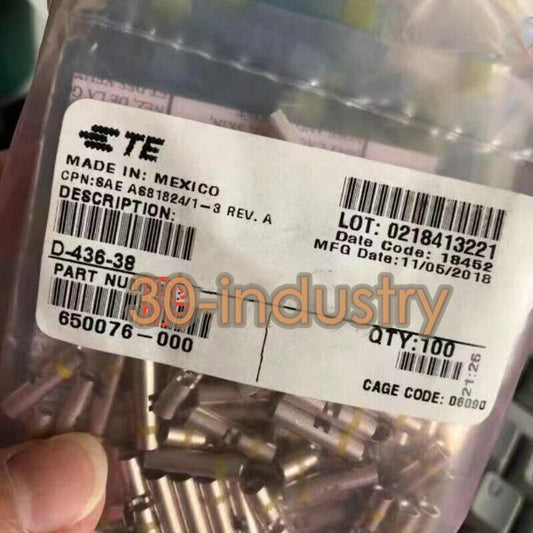 TE
MADE IN: MEXICO
CPN:SAE AS81824/1-3 REV. A
DESCRIPTION:
D-436-38
PART NU
650076-000
LOT: 0218413221
Date Code: 18452
MFG Date:11/05/2018
QTY:100
21:26
CAGE CODE: 06090
30-industry